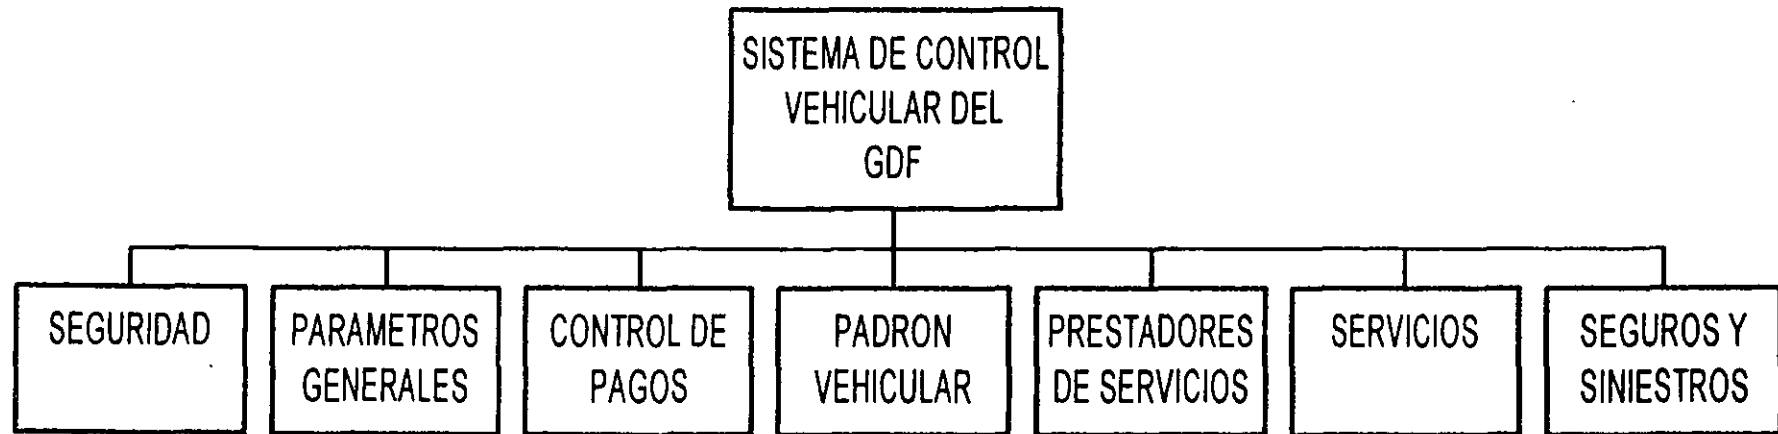 SISTEMA DE CONTROL
VEHICULAR DEL
GDF
SEGURIDAD
PARAMETROS
GENERALES
CONTROL DE
PAGOS
PADRON
VEHICULAR
PRESTADORES
DE SERVICIOS
SERVICIOS
SEGUROS Y
SINIESTROS